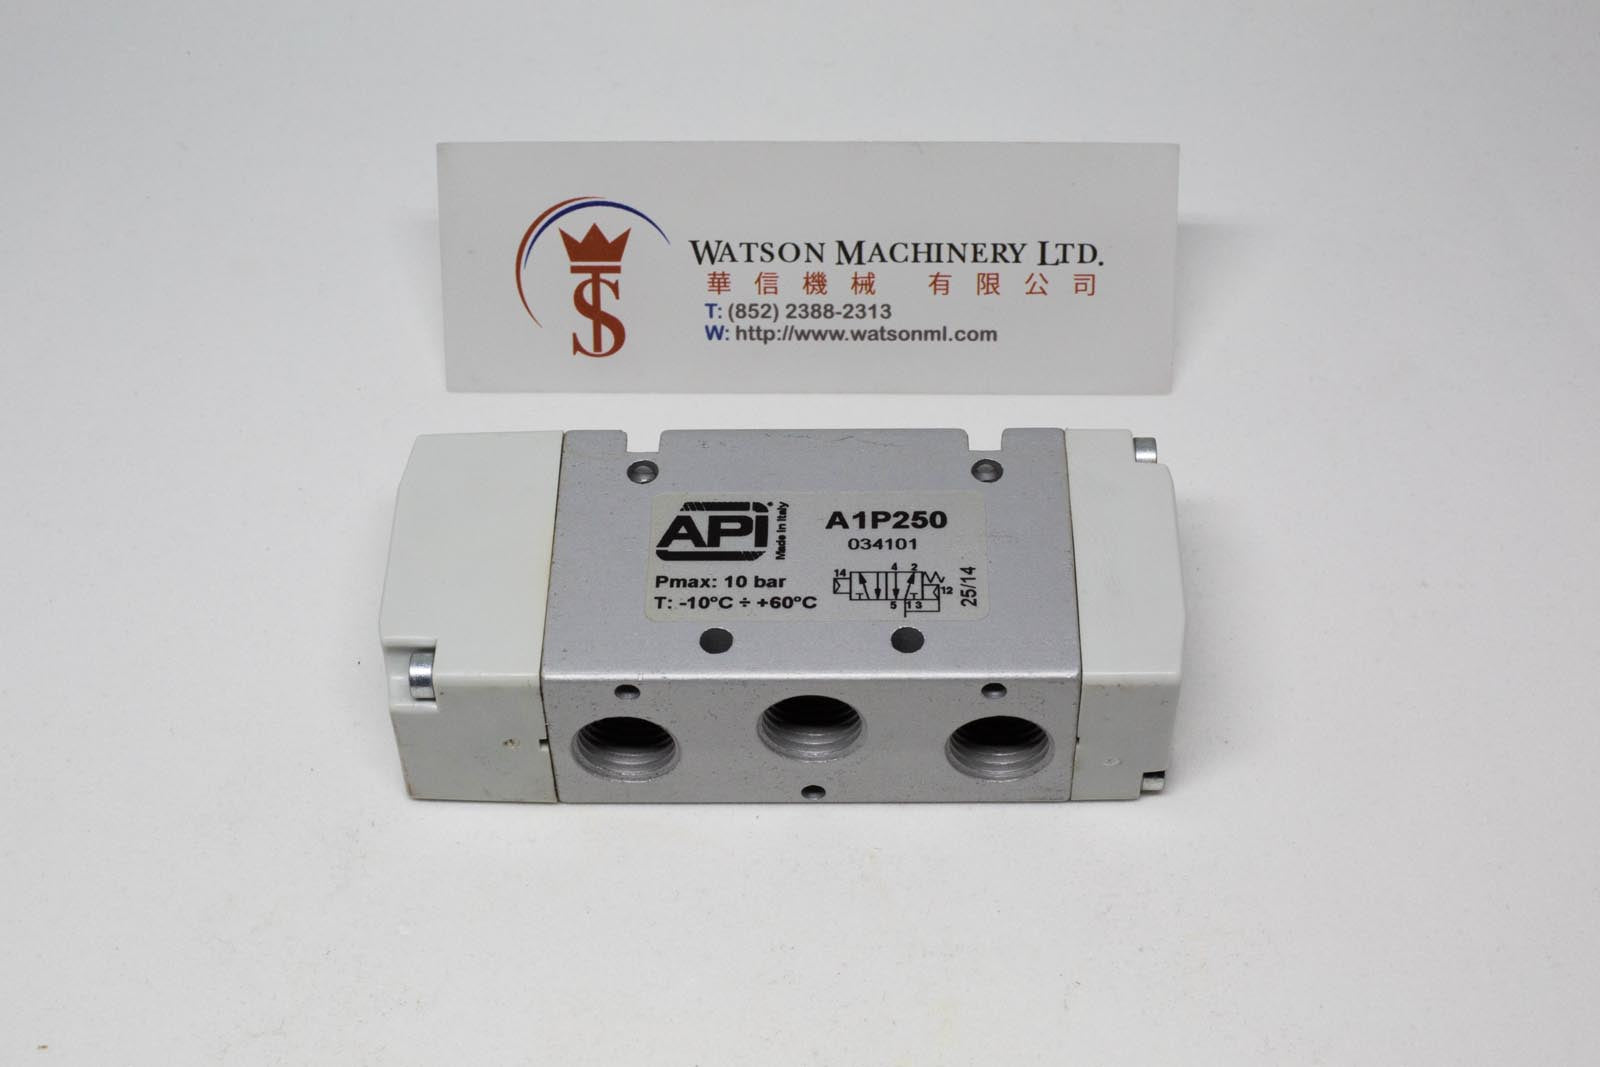 WATSON MACHINERY LTD.
華信機械 有限公司
T: (852) 2388-2313
W: http://www.watsonml.com
TS
API
Made in Italy
A1P250
034101
Pmax: 10 bar
T: -10°C ÷ +60°C
14 4 2
12
5 1 3
25/14